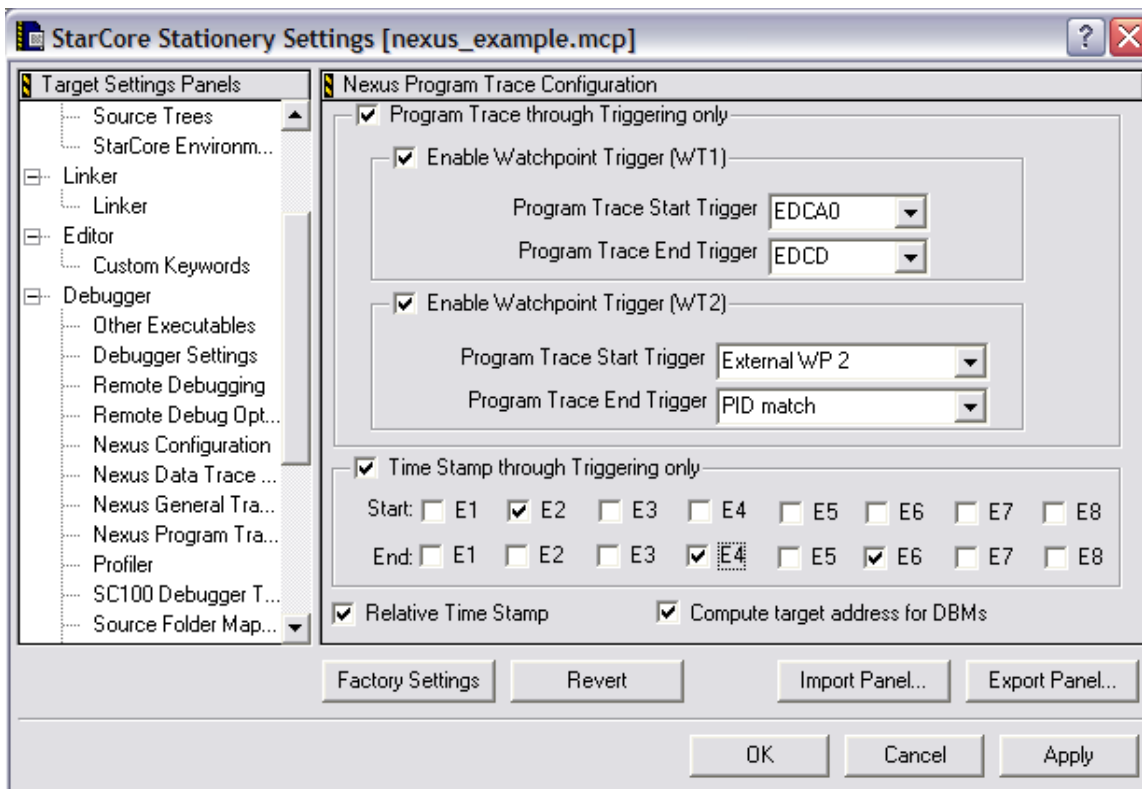 StarCore Stationery Settings [nexus_example.mcp]
Target Settings Panels
Source Trees
StarCore Environm...
Linker
Linker
Editor
Custom Keywords
Debugger
Other Executables
Debugger Settings
Remote Debugging
Remote Debug Opt...
Nexus Configuration
Nexus Data Trace ...
Nexus General Tra...
Nexus Program Tra...
Profiler
SC100 Debugger T...
Source Folder Map...
Nexus Program Trace Configuration
Program Trace through Triggering only
Enable Watchpoint Trigger (WT1)
Program Trace Start Trigger EDCA0
Program Trace End Trigger EDCD
Enable Watchpoint Trigger (WT2)
Program Trace Start Trigger External WP 2
Program Trace End Trigger PID match
Time Stamp through Triggering only
Start: E1 E2 E3 E4 E5 E6 E7 E8
End: E1 E2 E3 E4 E5 E6 E7 E8
Relative Time Stamp Compute target address for DBMs
Factory Settings Revert Import Panel... Export Panel...
OK Cancel Apply